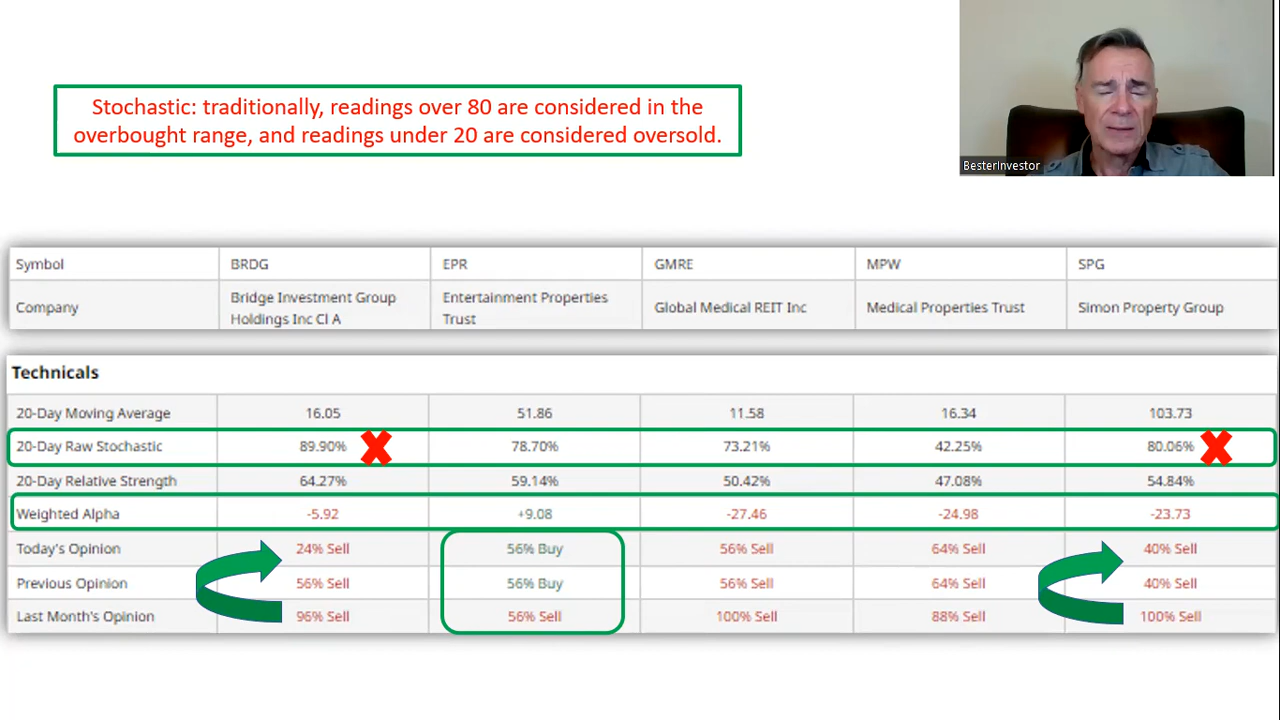 Stochastic: traditionally, readings over 80 are considered in the
overbought range, and readings under 20 are considered oversold.
BesterInvestor
Symbol BRDG EPR GMRE MPW SPG
Company Bridge Investment Group Holdings Inc Cl A Entertainment Properties Trust Global Medical REIT Inc Medical Properties Trust Simon Property Group
Technicals
20-Day Moving Average 16.05 51.86 11.58 16.34 103.73
20-Day Raw Stochastic 89.90% 78.70% 73.21% 42.25% 80.06%
20-Day Relative Strength 64.27% 59.14% 50.42% 47.08% 54.84%
Weighted Alpha -5.92 +9.08 -27.46 -24.98 -23.73
Today's Opinion 24% Sell 56% Buy 56% Sell 64% Sell 40% Sell
Previous Opinion 56% Sell 56% Buy 56% Sell 64% Sell 40% Sell
Last Month's Opinion 96% Sell 56% Sell 100% Sell 88% Sell 100% Sell